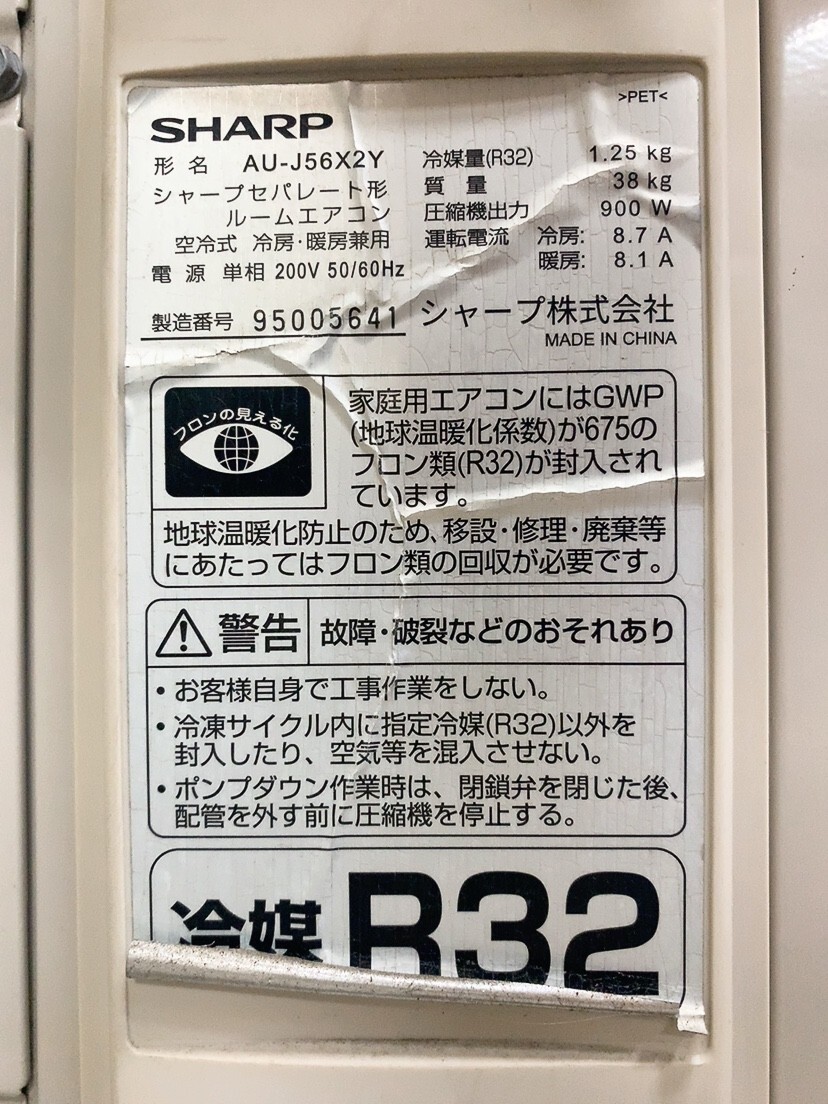 >PET<
SHARP
形名 AU-J56X2Y
シャープセパレート形
ルームエアコン
空冷式 冷房・暖房兼用
電源 単相 200V 50/60Hz
製造番号 95005641
冷媒量(R32) 1.25 kg
質量 38 kg
圧縮機出力 900 W
運転電流 冷房: 8.7 A
暖房: 8.1 A
シャープ株式会社
MADE IN CHINA
フロンの見える化
家庭用エアコンにはGWP
(地球温暖化係数)が675の
フロン類(R32)が封入され
ています。
地球温暖化防止のため、移設・修理・廃棄等
にあたってはフロン類の回収が必要です。
警告 故障・破裂などのおそれあり
・お客様自身で工事作業をしない。
・冷凍サイクル内に指定冷媒(R32)以外を
封入したり、空気等を混入させない。
・ポンプダウン作業時は、閉鎖弁を閉じた後、
配管を外す前に圧縮機を停止する。
冷媒 R32